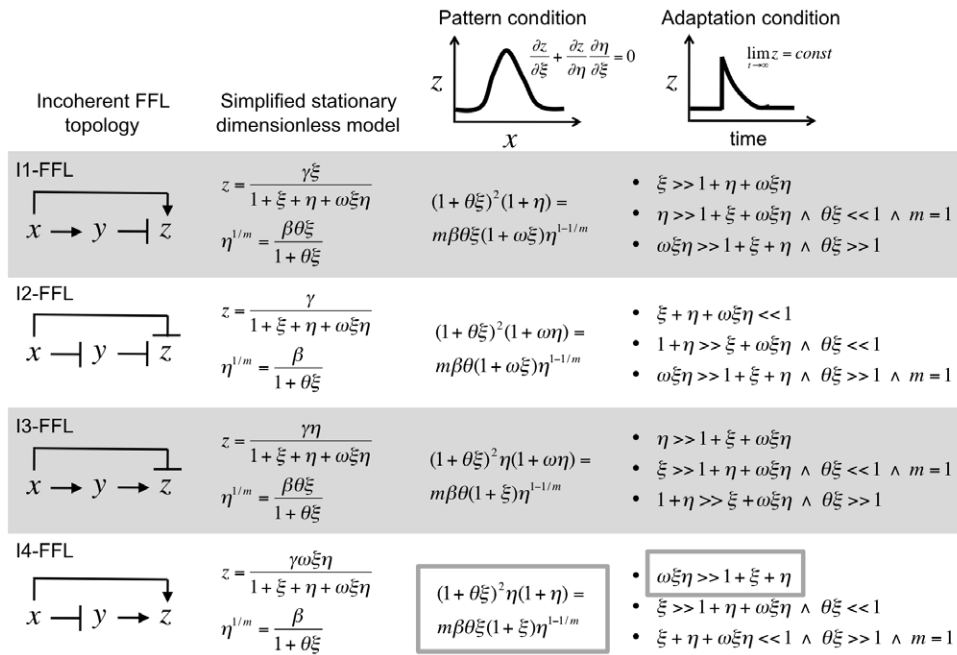 Pattern condition
Adaptation condition
Incoherent FFL
topology
Simplified stationary
dimensionless model
z
∂z/∂ξ + ∂z/∂η ∂η/∂ξ = 0
x
z
lim t→∞ z = const
time
I1-FFL
x → y ⊣ z
z = γξ / (1 + ξ + η + ωξη)
η^{1/m} = βθξ / (1 + θξ)
(1 + θξ)²(1 + η) =
mβθξ(1 + ωξ)η^{1−1/m}
• ξ >> 1 + η + ωξη
• η >> 1 + ξ + ωξη ∧ θξ << 1 ∧ m = 1
• ωξη >> 1 + ξ + η ∧ θξ >> 1
I2-FFL
x ⊣ y ⊣ z
z = γ / (1 + ξ + η + ωξη)
η^{1/m} = β / (1 + θξ)
(1 + θξ)²(1 + ωη) =
mβθ(1 + ωξ)η^{1−1/m}
• ξ + η + ωξη << 1
• 1 + η >> ξ + ωξη ∧ θξ << 1
• ωξη >> 1 + ξ + η ∧ θξ >> 1 ∧ m = 1
I3-FFL
x → y → z
z = γη / (1 + ξ + η + ωξη)
η^{1/m} = βθξ / (1 + θξ)
(1 + θξ)²η(1 + ωη) =
mβθ(1 + ξ)η^{1−1/m}
• η >> 1 + ξ + ωξη
• ξ >> 1 + η + ωξη ∧ θξ << 1 ∧ m = 1
• 1 + η >> ξ + ωξη ∧ θξ >> 1
I4-FFL
x ⊣ y → z
z = γωξη / (1 + ξ + η + ωξη)
η^{1/m} = β / (1 + θξ)
(1 + θξ)²η(1 + η) =
mβθξ(1 + ξ)η^{1−1/m}
• ωξη >> 1 + ξ + η
• ξ >> 1 + η + ωξη ∧ θξ << 1
• ξ + η + ωξη << 1 ∧ θξ >> 1 ∧ m = 1